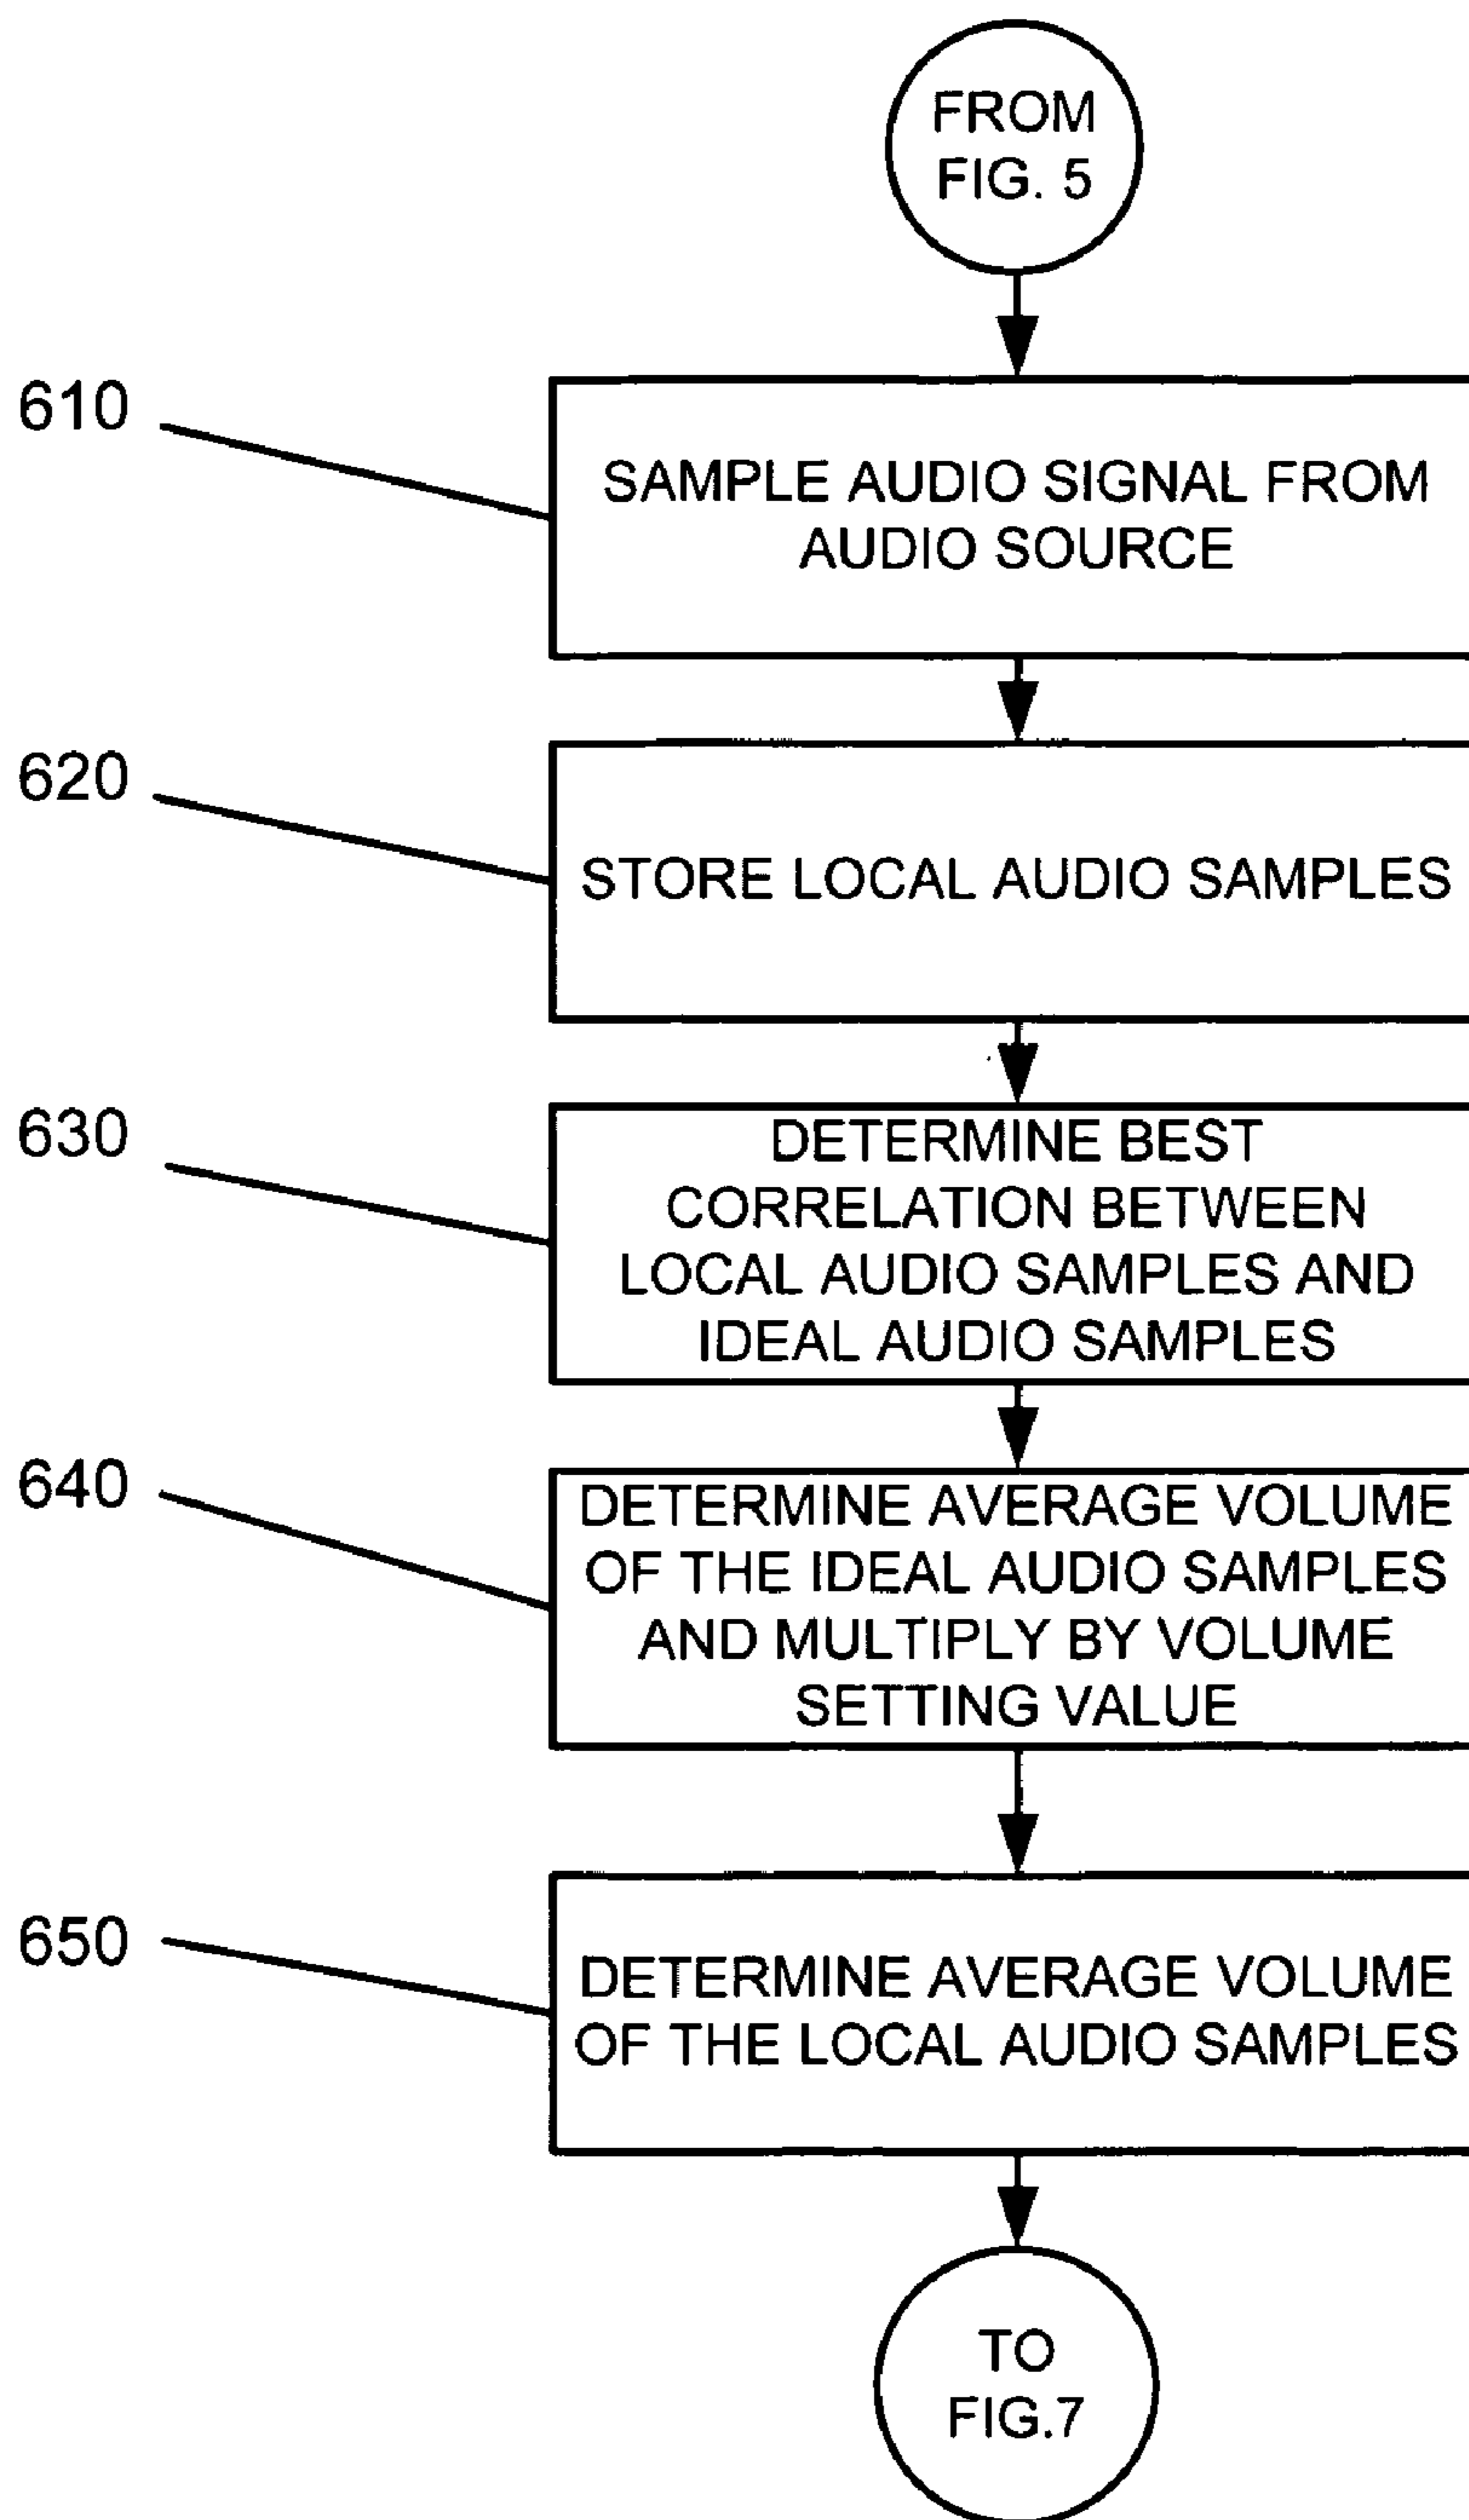 FROM
FIG. 5
610
SAMPLE AUDIO SIGNAL FROM
AUDIO SOURCE
620
STORE LOCAL AUDIO SAMPLES
630
DETERMINE BEST
CORRELATION BETWEEN
LOCAL AUDIO SAMPLES AND
IDEAL AUDIO SAMPLES
640
DETERMINE AVERAGE VOLUME
OF THE IDEAL AUDIO SAMPLES
AND MULTIPLY BY VOLUME
SETTING VALUE
650
DETERMINE AVERAGE VOLUME
OF THE LOCAL AUDIO SAMPLES
TO
FIG.7